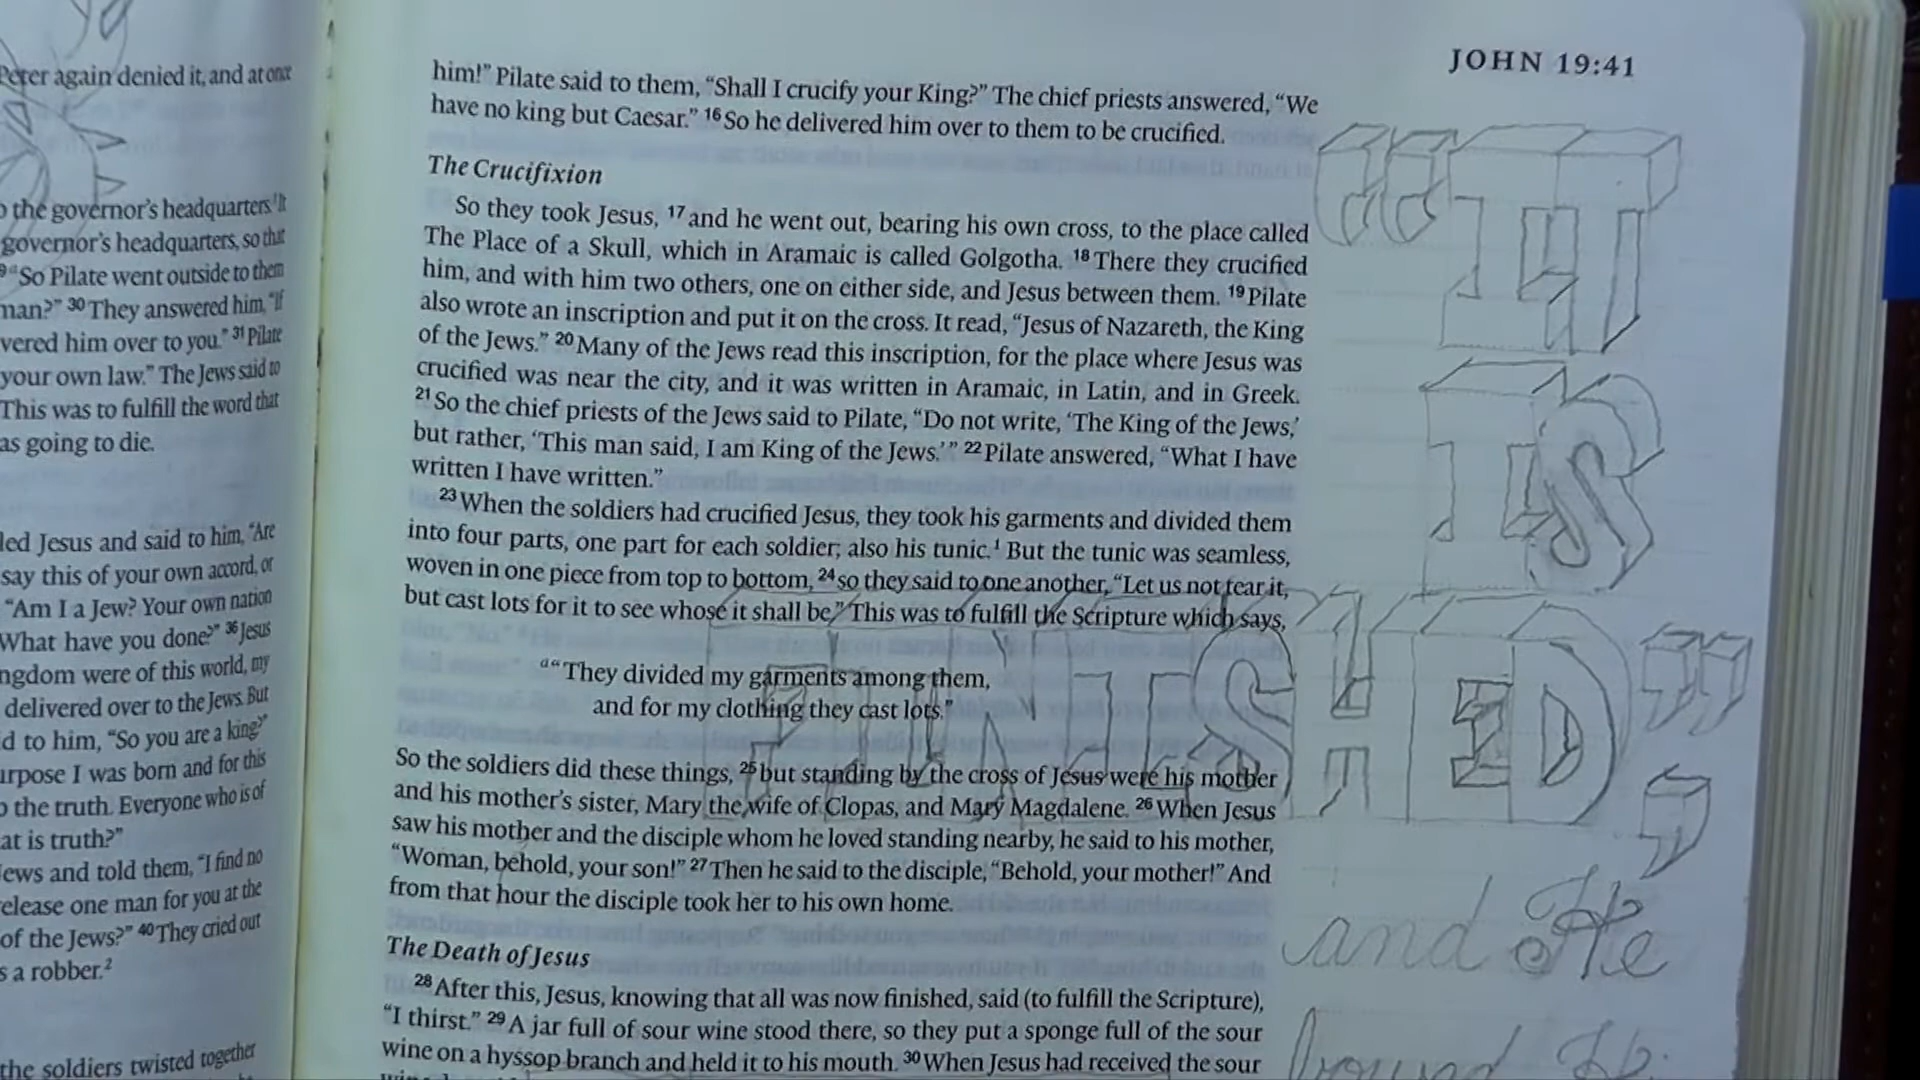 Peter again denied it, and at once
o the governor's headquarters.¹ It
governor's headquarters, so that
9 "So Pilate went outside to them
man?" 30 They answered him, "If
vered him over to you." 31 Pilate
your own law." The Jews said to
This was to fulfill the word that
as going to die.
led Jesus and said to him, "Are
say this of your own accord, or
"Am I a Jew? Your own nation
What have you done?" 36 Jesus
ngdom were of this world, my
delivered over to the Jews. But
d to him, "So you are a king?"
urpose I was born and for this
o the truth. Everyone who is of
at is truth?"
ews and told them, "I find no
elease one man for you at the
of the Jews?" 40 They cried out
s a robber.2
the soldiers twisted together
JOHN 19:41
him!" Pilate said to them, "Shall I crucify your King?" The chief priests answered, "We
have no king but Caesar." 16 So he delivered him over to them to be crucified.
The Crucifixion
So they took Jesus, 17 and he went out, bearing his own cross, to the place called
The Place of a Skull, which in Aramaic is called Golgotha. 18 There they crucified
him, and with him two others, one on either side, and Jesus between them. 19 Pilate
also wrote an inscription and put it on the cross. It read, "Jesus of Nazareth, the King
of the Jews." 20 Many of the Jews read this inscription, for the place where Jesus was
crucified was near the city, and it was written in Aramaic, in Latin, and in Greek.
21 So the chief priests of the Jews said to Pilate, "Do not write, 'The King of the Jews,'
but rather, 'This man said, I am King of the Jews.'" 22 Pilate answered, "What I have
written I have written."
23 When the soldiers had crucified Jesus, they took his garments and divided them
into four parts, one part for each soldier; also his tunic.1 But the tunic was seamless,
woven in one piece from top to bottom, 24 so they said to one another, "Let us not tear it,
but cast lots for it to see whose it shall be." This was to fulfill the Scripture which says,
a "They divided my garments among them,
and for my clothing they cast lots."
So the soldiers did these things, 25 but standing by the cross of Jesus were his mother
and his mother's sister, Mary the wife of Clopas, and Mary Magdalene. 26 When Jesus
saw his mother and the disciple whom he loved standing nearby, he said to his mother,
"Woman, behold, your son!" 27 Then he said to the disciple, "Behold, your mother!" And
from that hour the disciple took her to his own home.
The Death of Jesus
28 After this, Jesus, knowing that all was now finished, said (to fulfill the Scripture),
"I thirst." 29 A jar full of sour wine stood there, so they put a sponge full of the sour
wine on a hyssop branch and held it to his mouth. 30 When Jesus had received the sour
"IT
IS
FINISHED",
and He
bowed